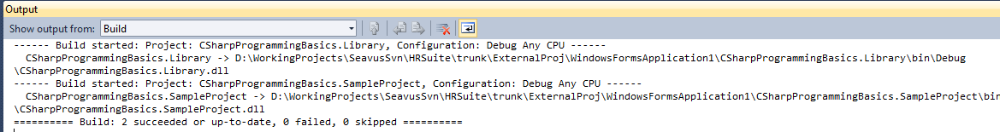 Output
Show output from: Build
------ Build started: Project: CSharpProgrammingBasics.Library, Configuration: Debug Any CPU ------
  CSharpProgrammingBasics.Library -> D:\WorkingProjects\SeavusSvn\HRSuite\trunk\ExternalProj\WindowsFormsApplication1\CSharpProgrammingBasics.Library\bin\Debug
\CSharpProgrammingBasics.Library.dll
------ Build started: Project: CSharpProgrammingBasics.SampleProject, Configuration: Debug Any CPU ------
  CSharpProgrammingBasics.SampleProject -> D:\WorkingProjects\SeavusSvn\HRSuite\trunk\ExternalProj\WindowsFormsApplication1\CSharpProgrammingBasics.SampleProject\bin
\CSharpProgrammingBasics.SampleProject.dll
========== Build: 2 succeeded or up-to-date, 0 failed, 0 skipped ==========